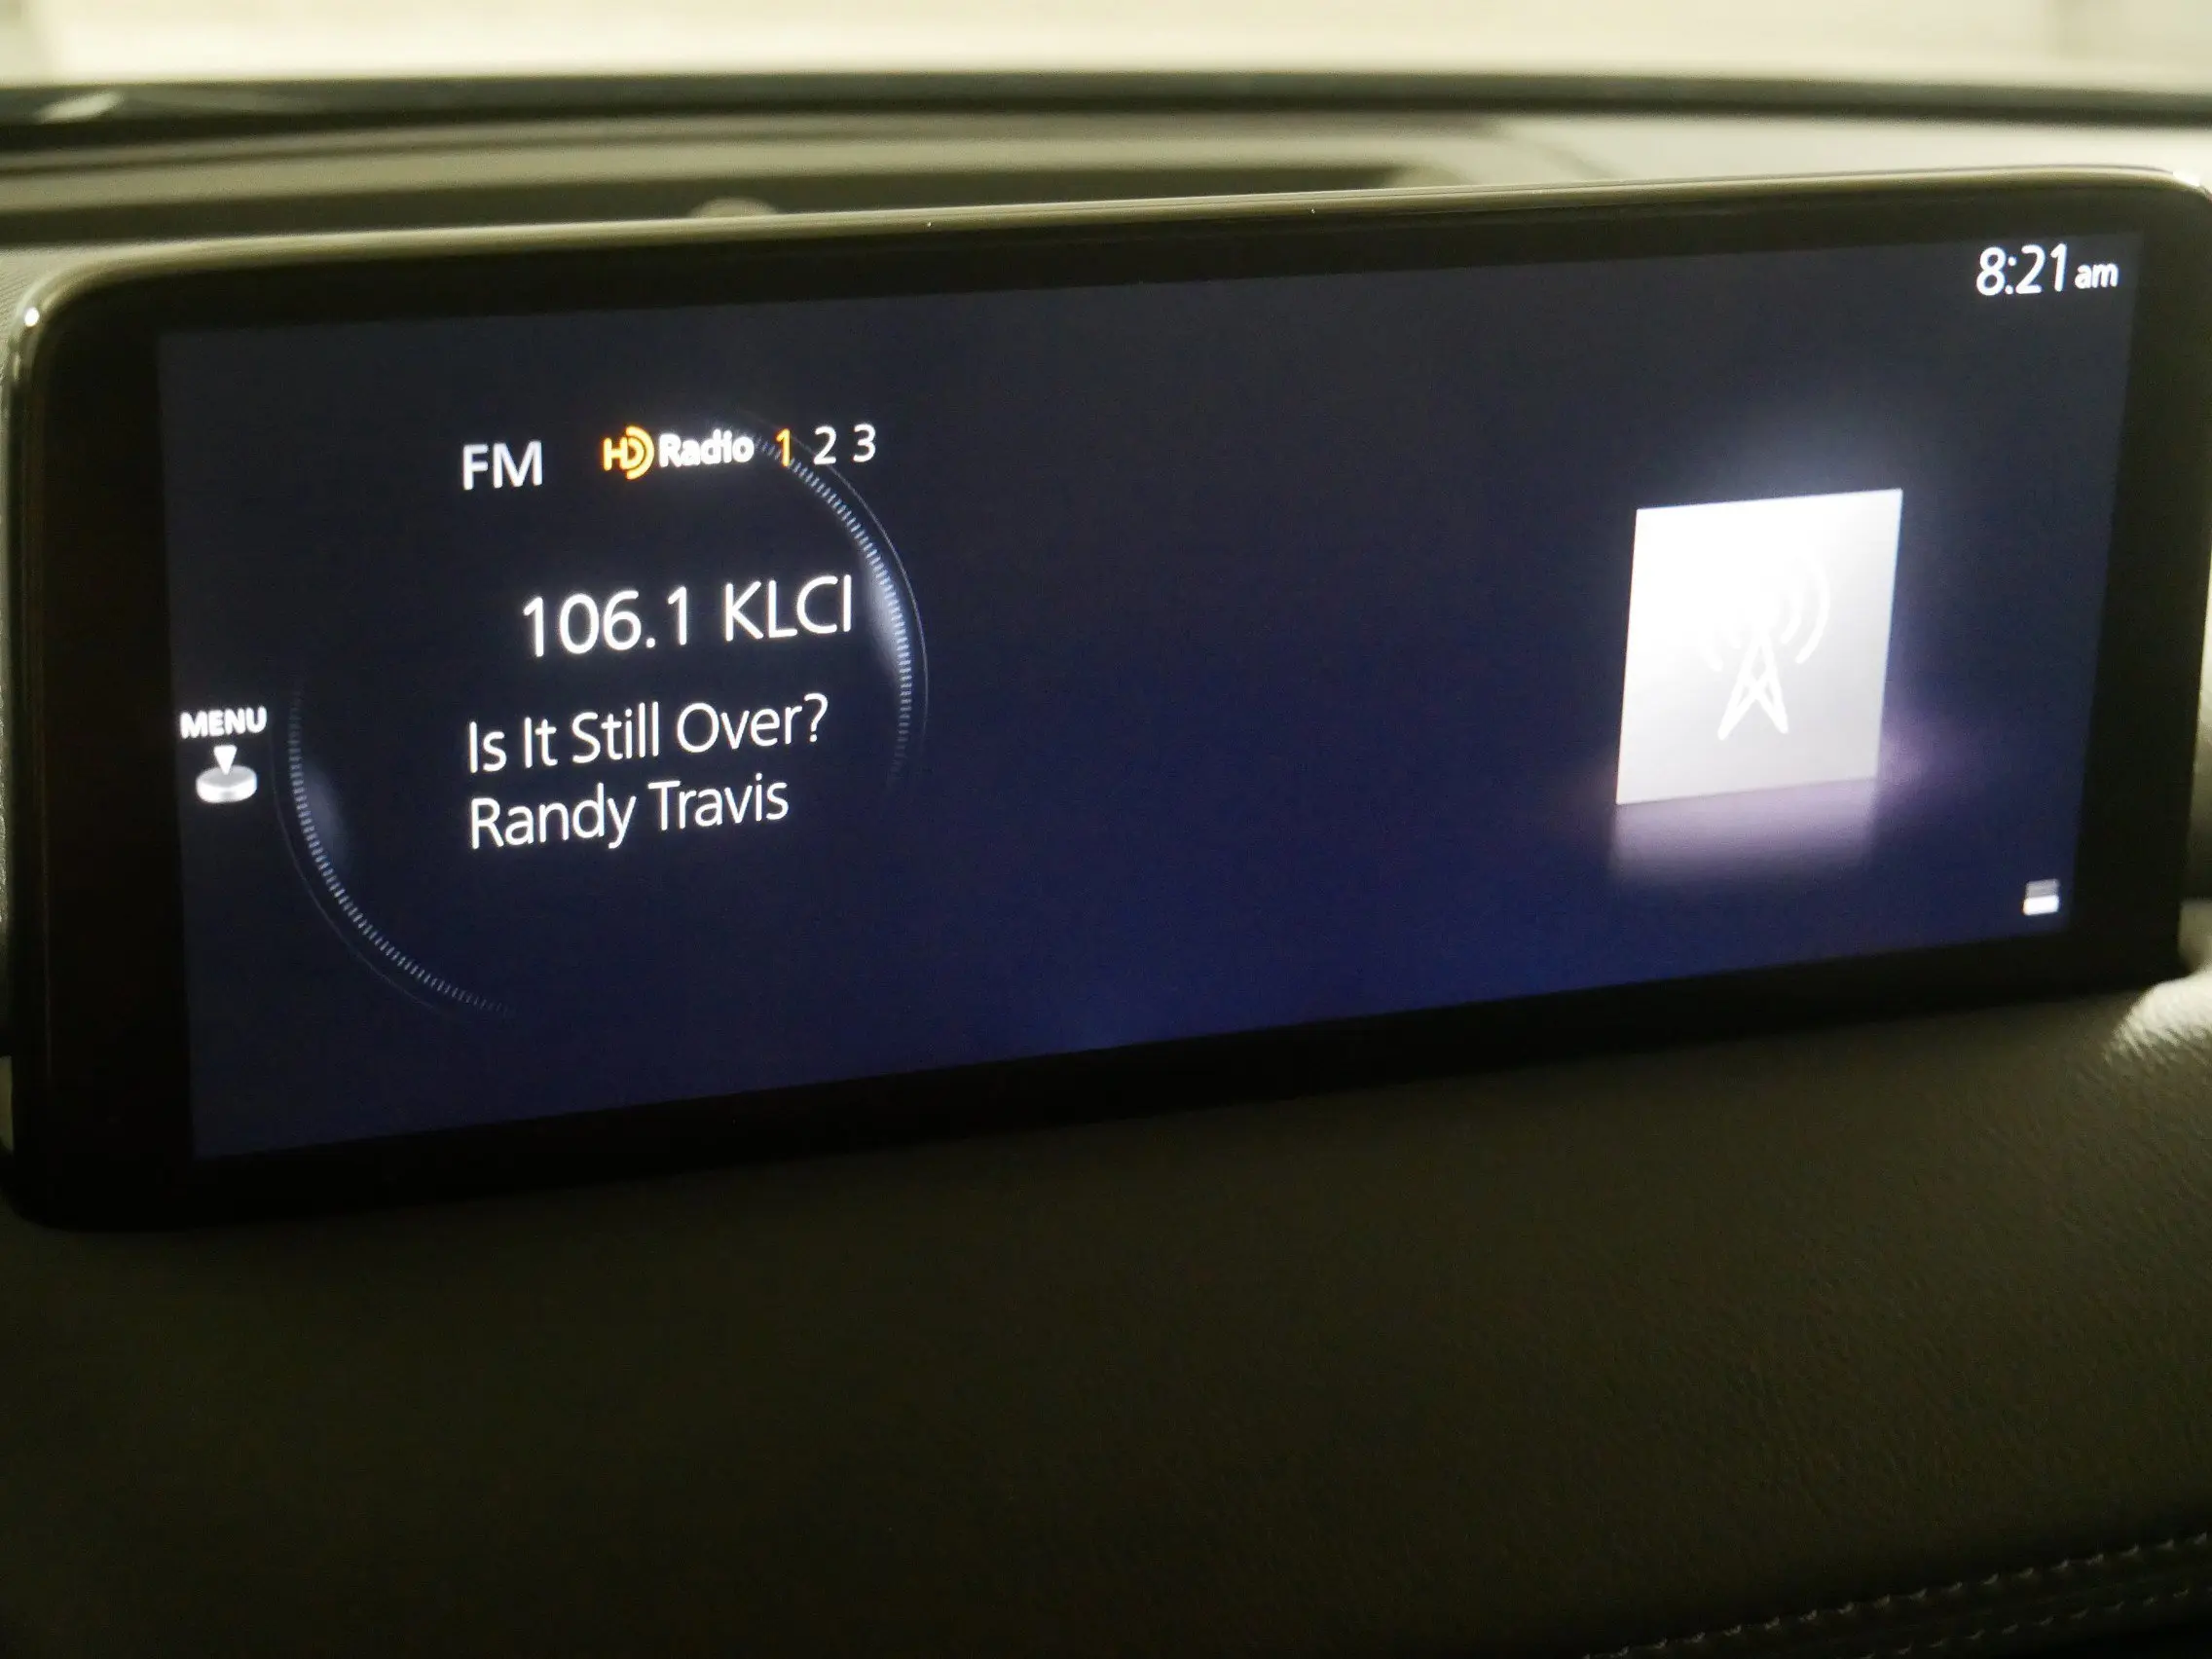 8:21 am
FM HD Radio 1 2 3
106.1 KLCI
MENU
Is It Still Over?
Randy Travis